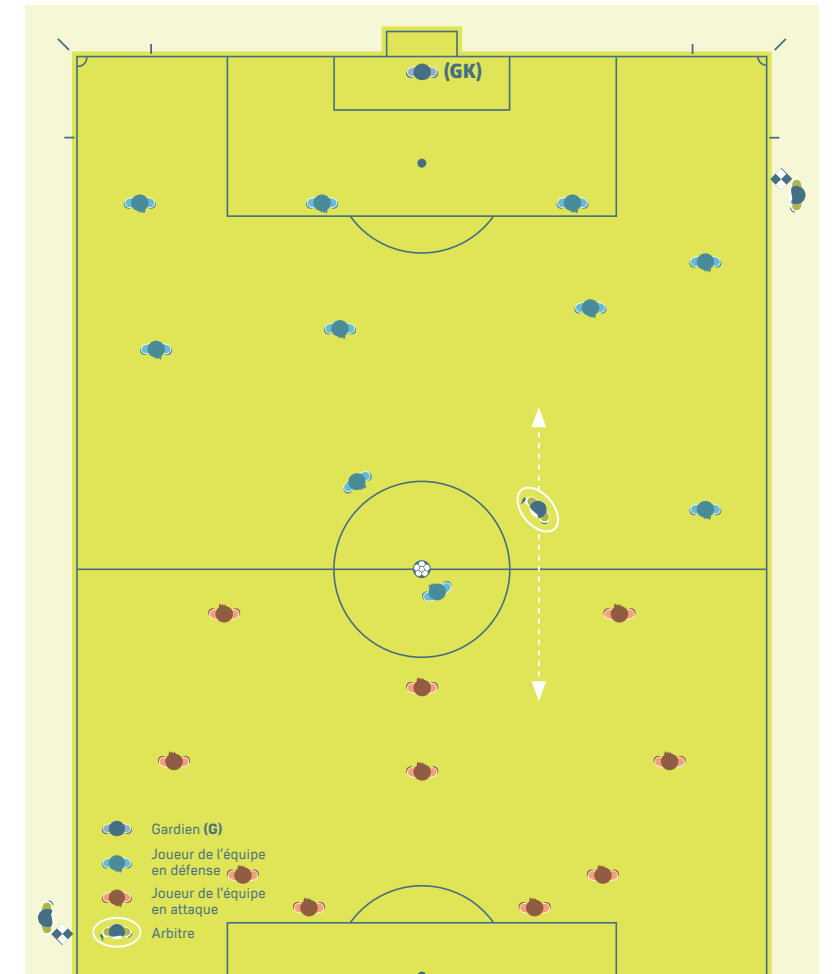 (GK)
Gardien (G)
Joueur de l'équipe
en défense
Joueur de l'équipe
en attaque
Arbitre